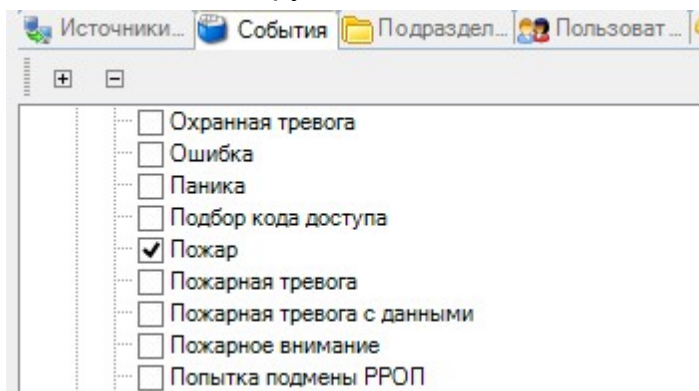 Источники... События Подраздел... Пользоват ...
Охранная тревога
Ошибка
Паника
Подбор кода доступа
Пожар
Пожарная тревога
Пожарная тревога с данными
Пожарное внимание
Попытка подмены РРОП